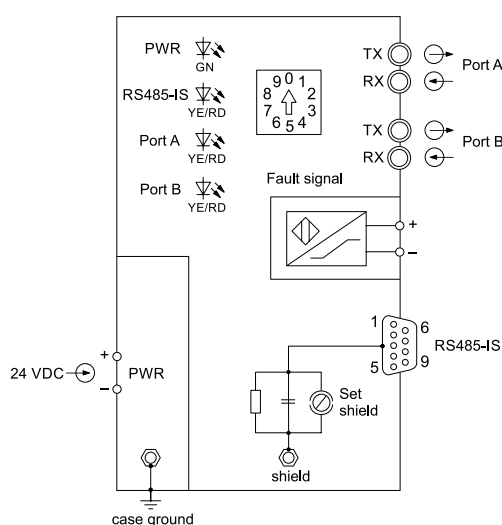 PWR
GN
RS485-IS
YE/RD
Port A
YE/RD
Port B
YE/RD
9 0 1
8 2
7 3
6 5 4
TX
RX
Port A
TX
RX
Port B
Fault signal
+
–
1 6
5 9
RS485-IS
24 VDC
+
–
PWR
Set
shield
shield
case ground